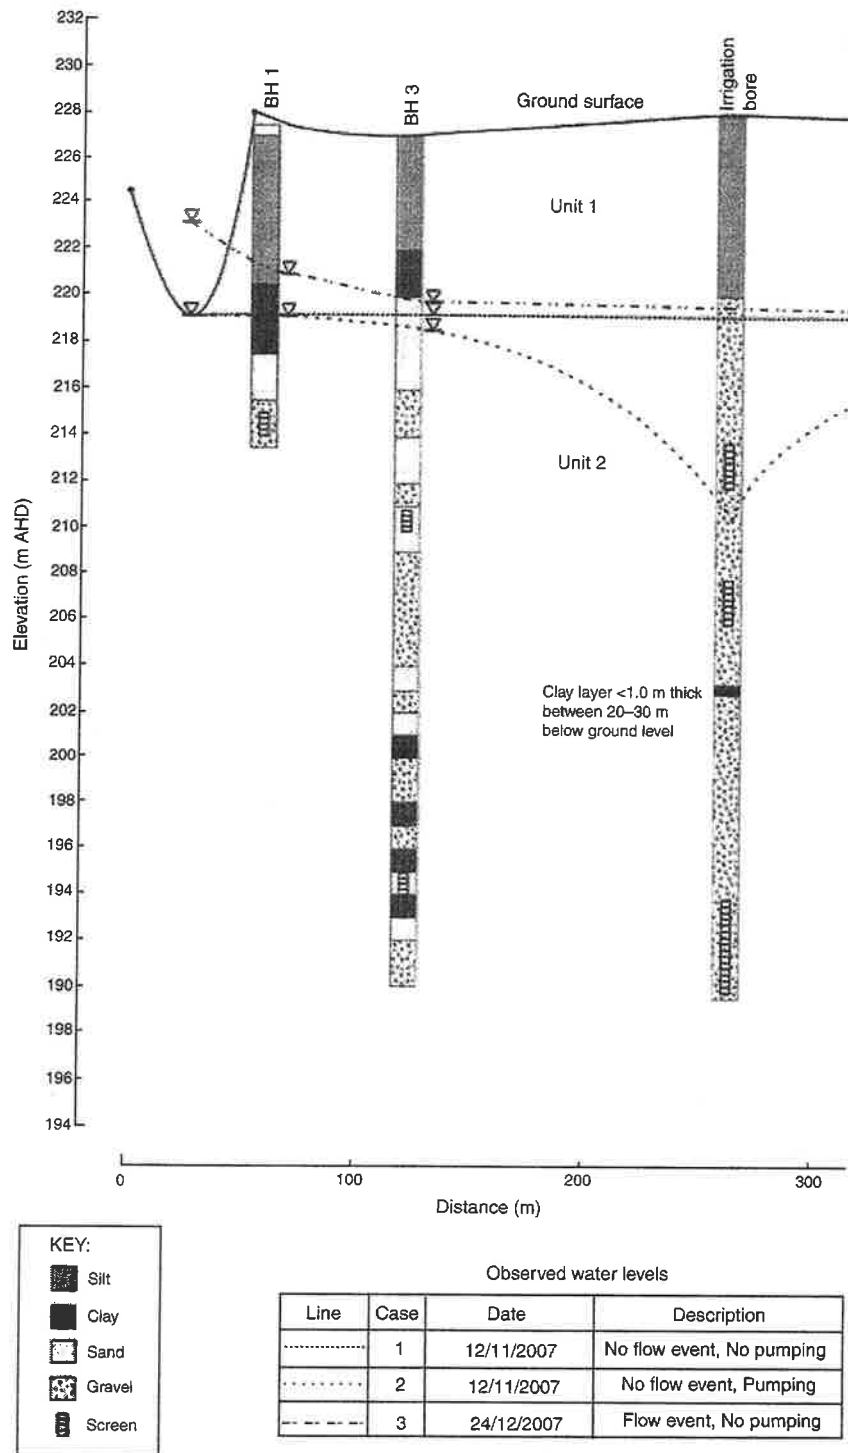 232
230
228
226
224
222
220
218
216
214
212
210
208
206
204
202
200
198
196
194
192
190
198
196
194
Elevation (m AHD)
BH 1
BH 3
Ground surface
Irrigation
bore
Unit 1
Unit 2
Clay layer <1.0 m thick
between 20–30 m
below ground level
0
100
200
300
Distance (m)
KEY:
Silt
Clay
Sand
Gravel
Screen
Observed water levels
Line Case Date Description
1 12/11/2007 No flow event, No pumping
2 12/11/2007 No flow event, Pumping
3 24/12/2007 Flow event, No pumping